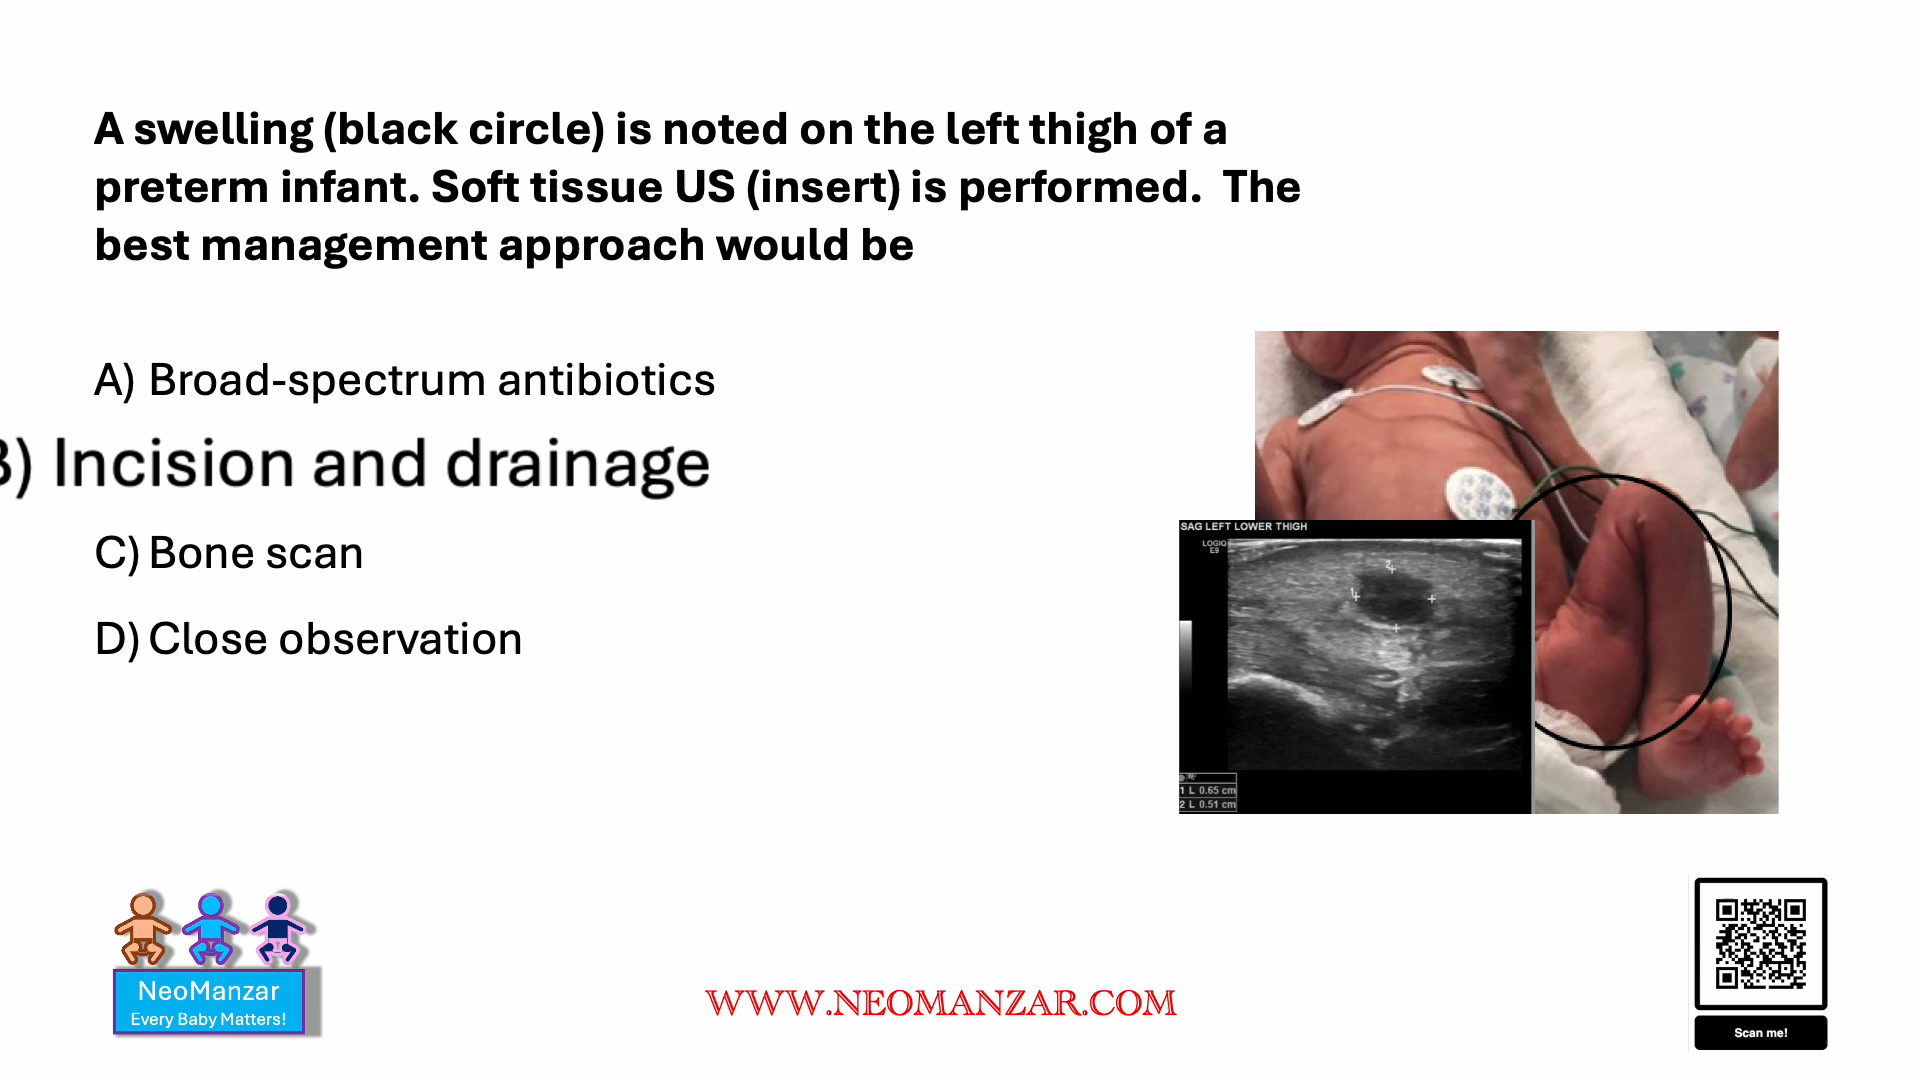 A swelling (black circle) is noted on the left thigh of a
preterm infant. Soft tissue US (insert) is performed.  The
best management approach would be
A) Broad-spectrum antibiotics
B) Incision and drainage
C) Bone scan
D) Close observation
SAG LEFT LOWER THIGH
LOGIQ
E9
2
1
1 L 0.65 cm
2 L 0.51 cm
NeoManzar
Every Baby Matters!
WWW.NEOMANZAR.COM
Scan me!